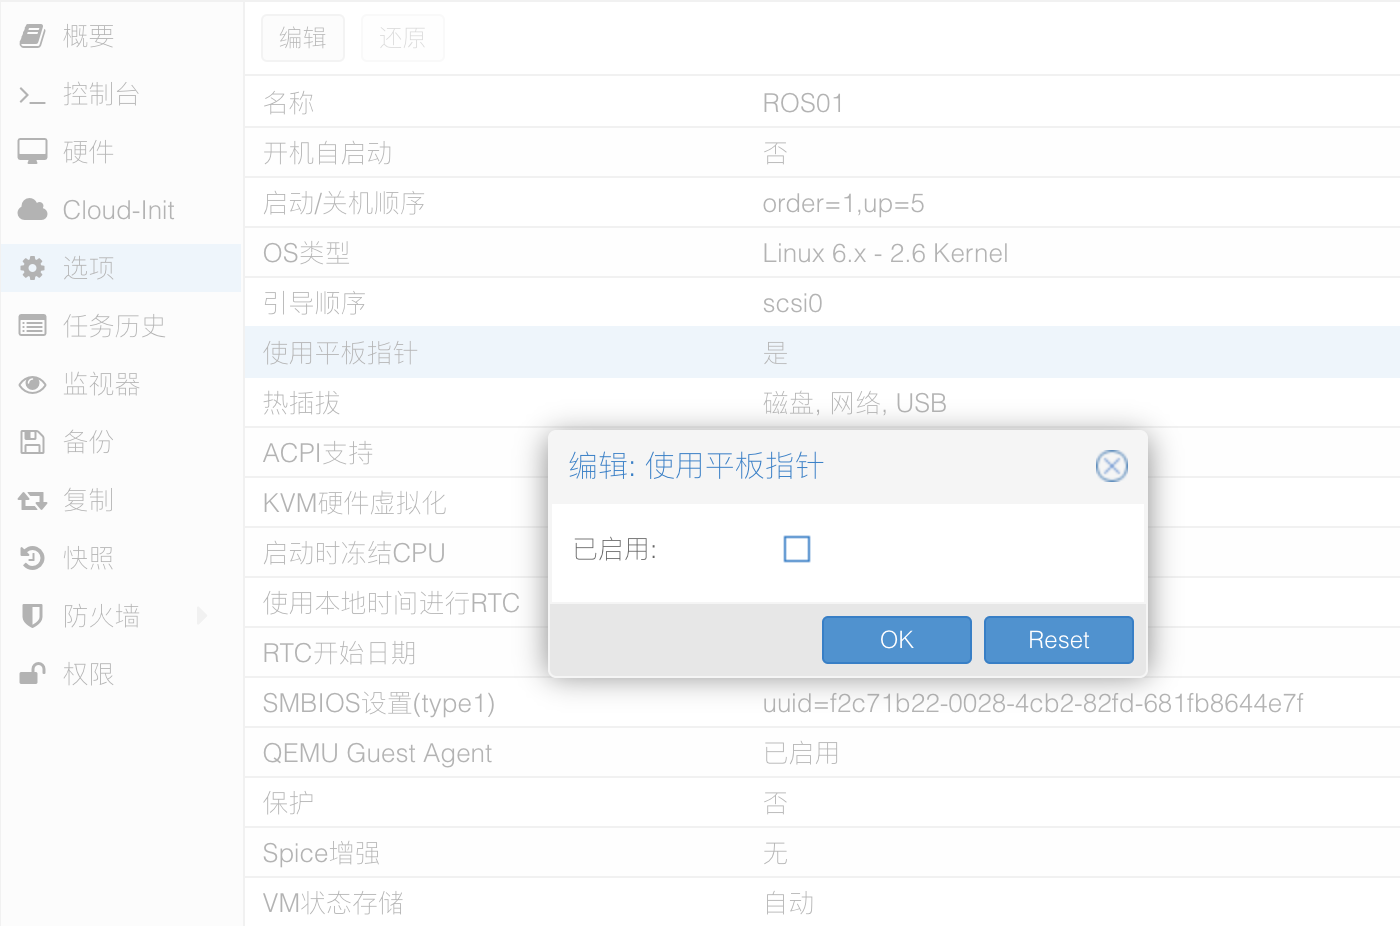 编辑 还原
概要
控制台
硬件
Cloud-Init
选项
任务历史
监视器
备份
复制
快照
防火墙
权限
名称 ROS01
开机自启动 否
启动/关机顺序 order=1,up=5
OS类型 Linux 6.x - 2.6 Kernel
引导顺序 scsi0
使用平板指针 是
热插拔 磁盘, 网络, USB
ACPI支持
KVM硬件虚拟化
启动时冻结CPU
使用本地时间进行RTC
RTC开始日期
SMBIOS设置(type1) uuid=f2c71b22-0028-4cb2-82fd-681fb8644e7f
QEMU Guest Agent 已启用
保护 否
Spice增强 无
VM状态存储 自动
编辑: 使用平板指针
已启用:
OK Reset